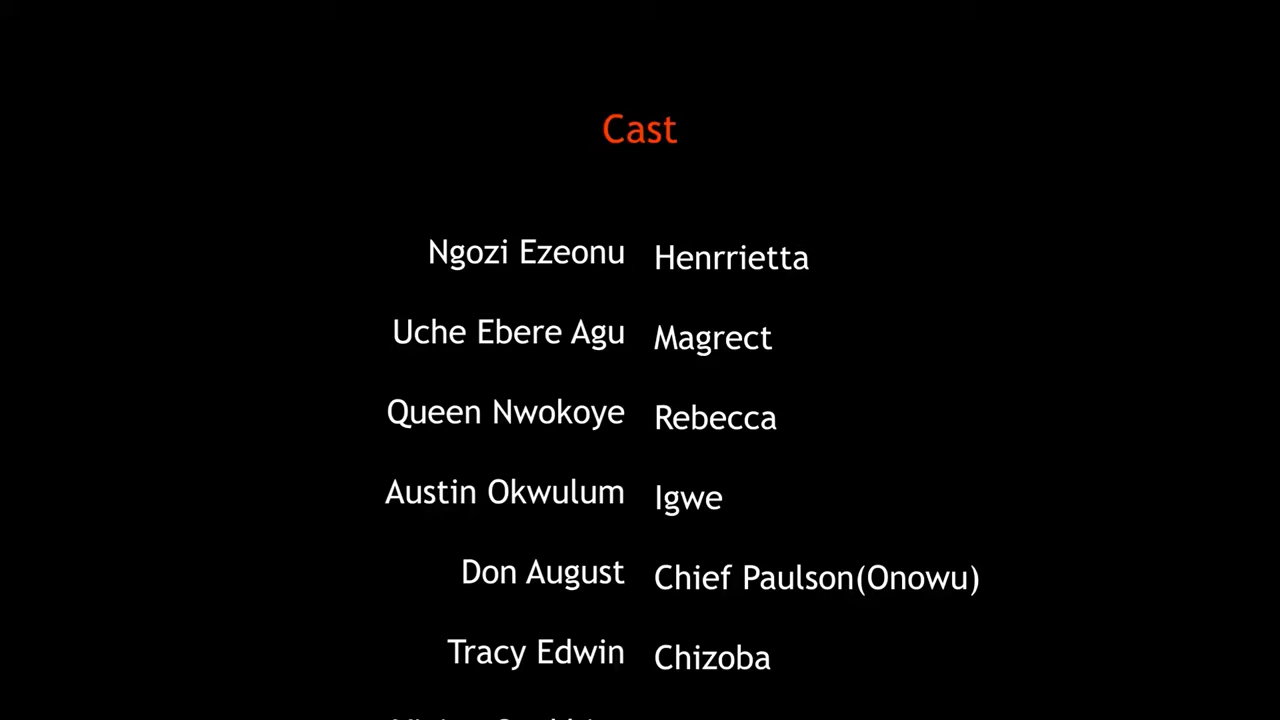 Cast
Ngozi Ezeonu Henrrietta
Uche Ebere Agu Magrect
Queen Nwokoye Rebecca
Austin Okwulum Igwe
Don August Chief Paulson(Onowu)
Tracy Edwin Chizoba